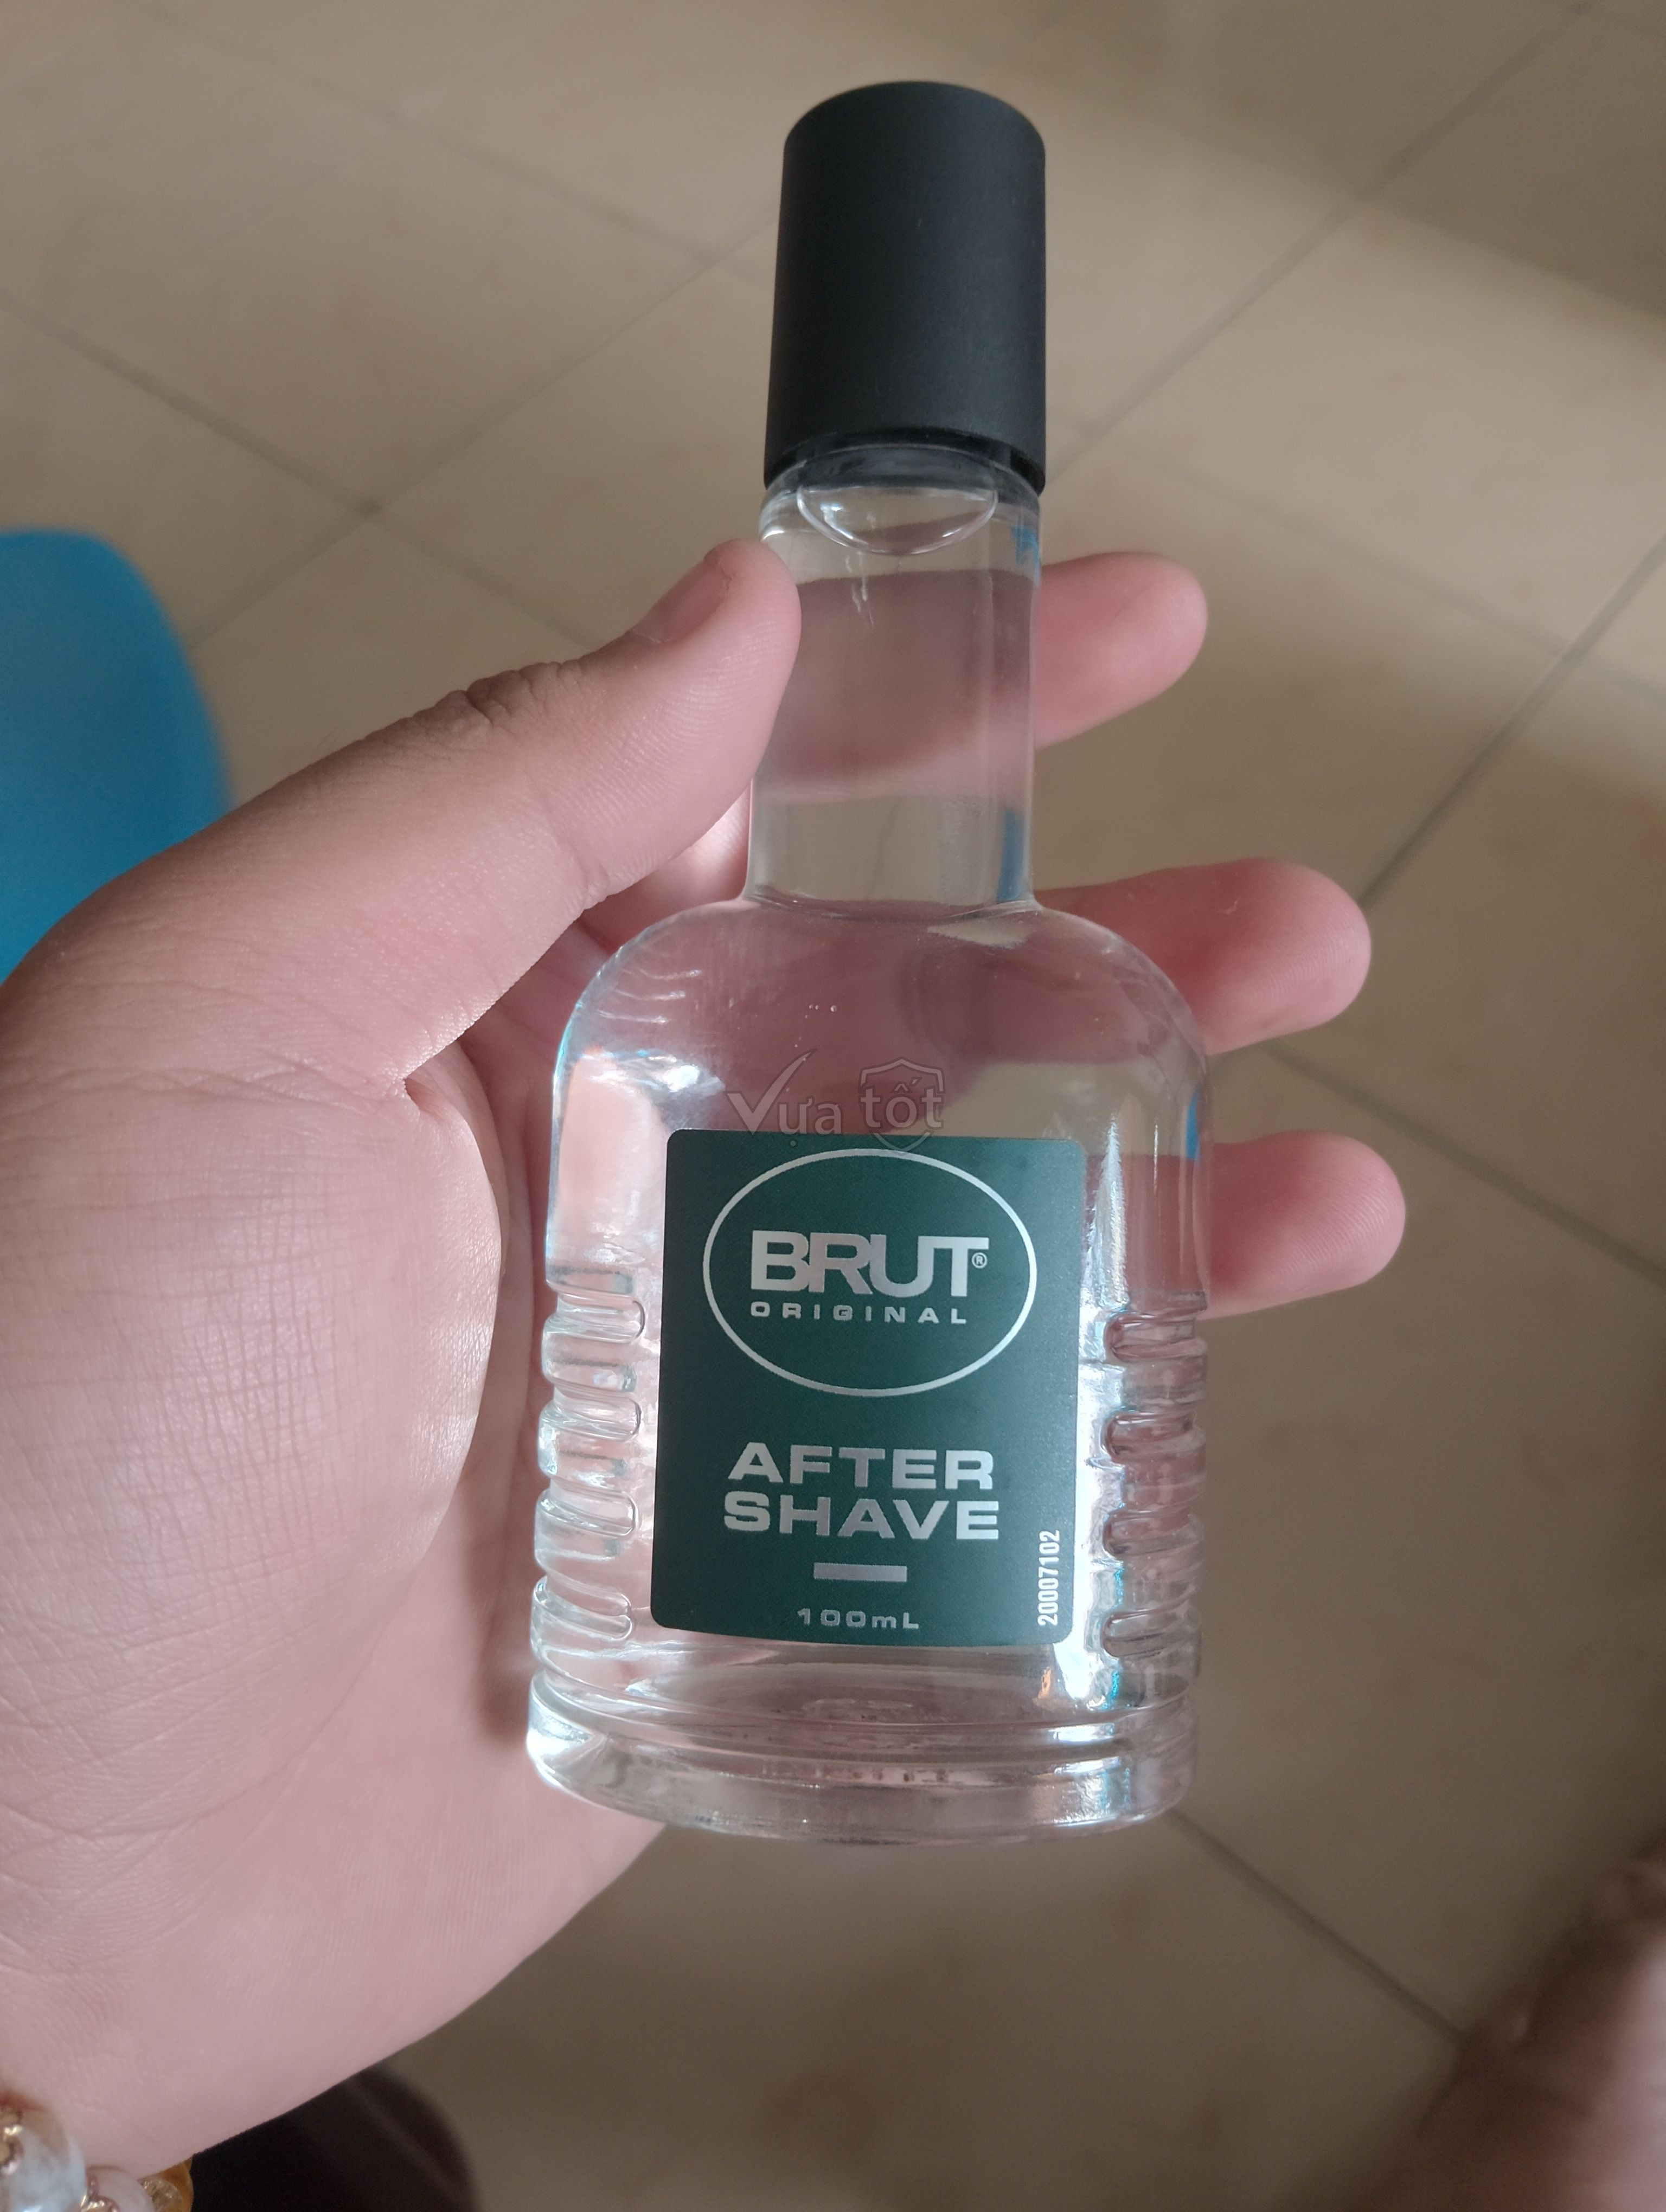 Vựa tốt
BRUT®
ORIGINAL
AFTER
SHAVE
100mL
20007102